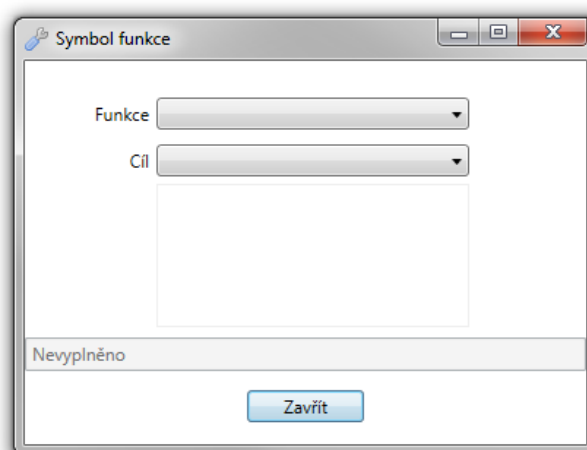 Symbol funkce
Funkce
Cíl
Nevyplněno
Zavřít